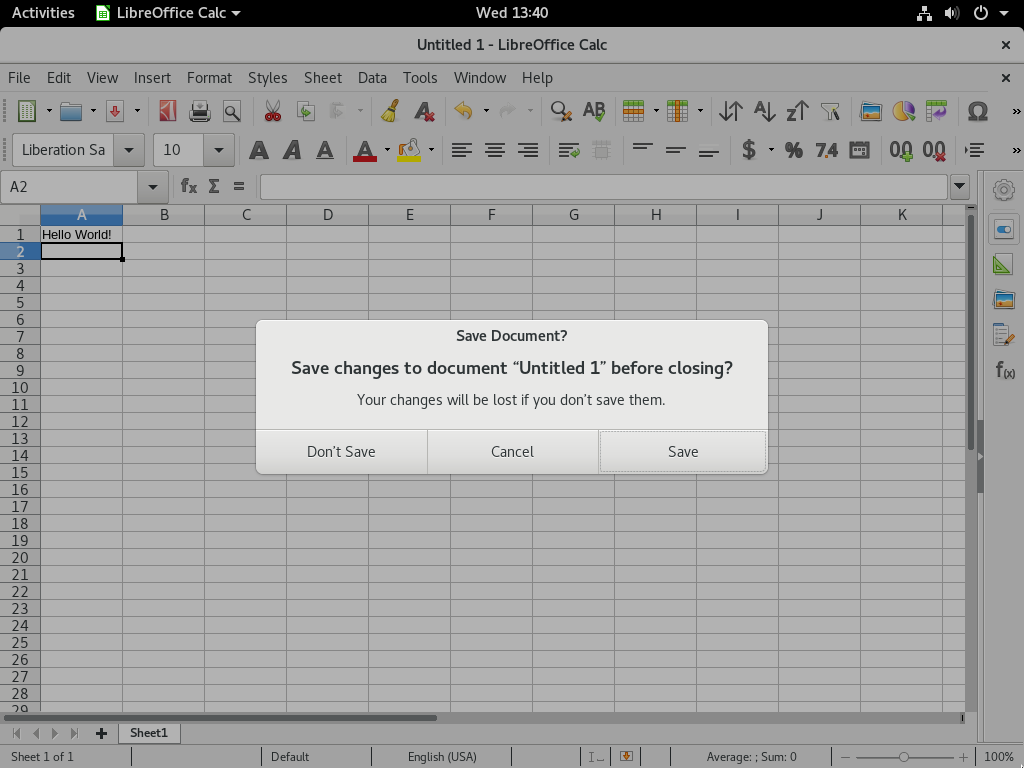 Activities LibreOffice Calc Wed 13:40
Untitled 1 - LibreOffice Calc
File Edit View Insert Format Styles Sheet Data Tools Window Help
Liberation Sa 10
A2
A B C D E F G H I J K
1 Hello World!
2
3
4
5
6
7
8
9
10
11
12
13
14
15
16
17
18
19
20
21
22
23
24
25
26
27
28
29
Save Document?
Save changes to document “Untitled 1” before closing?
Your changes will be lost if you don’t save them.
Don’t Save Cancel Save
Sheet1
Sheet 1 of 1 Default English (USA) Average: ; Sum: 0 100%